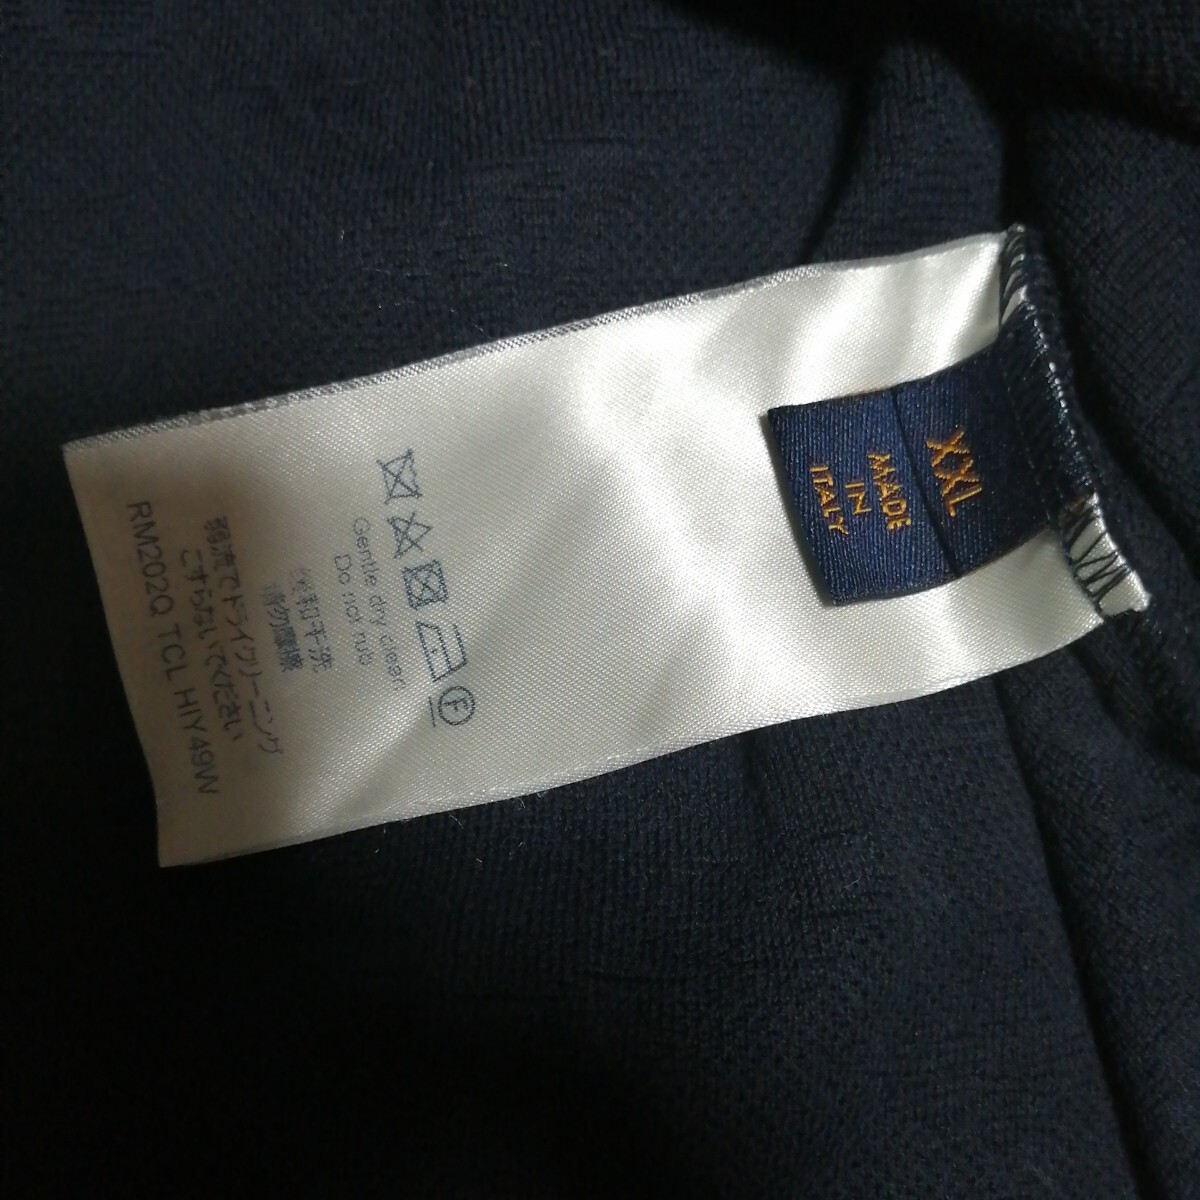 XXL
MADE
IN
ITALY
F
Gentle dry clean
Do not rub
柔和干洗
请勿摩擦
弱流でドライクリーニング
こすらないでください
RM202Q TCL HIY49W